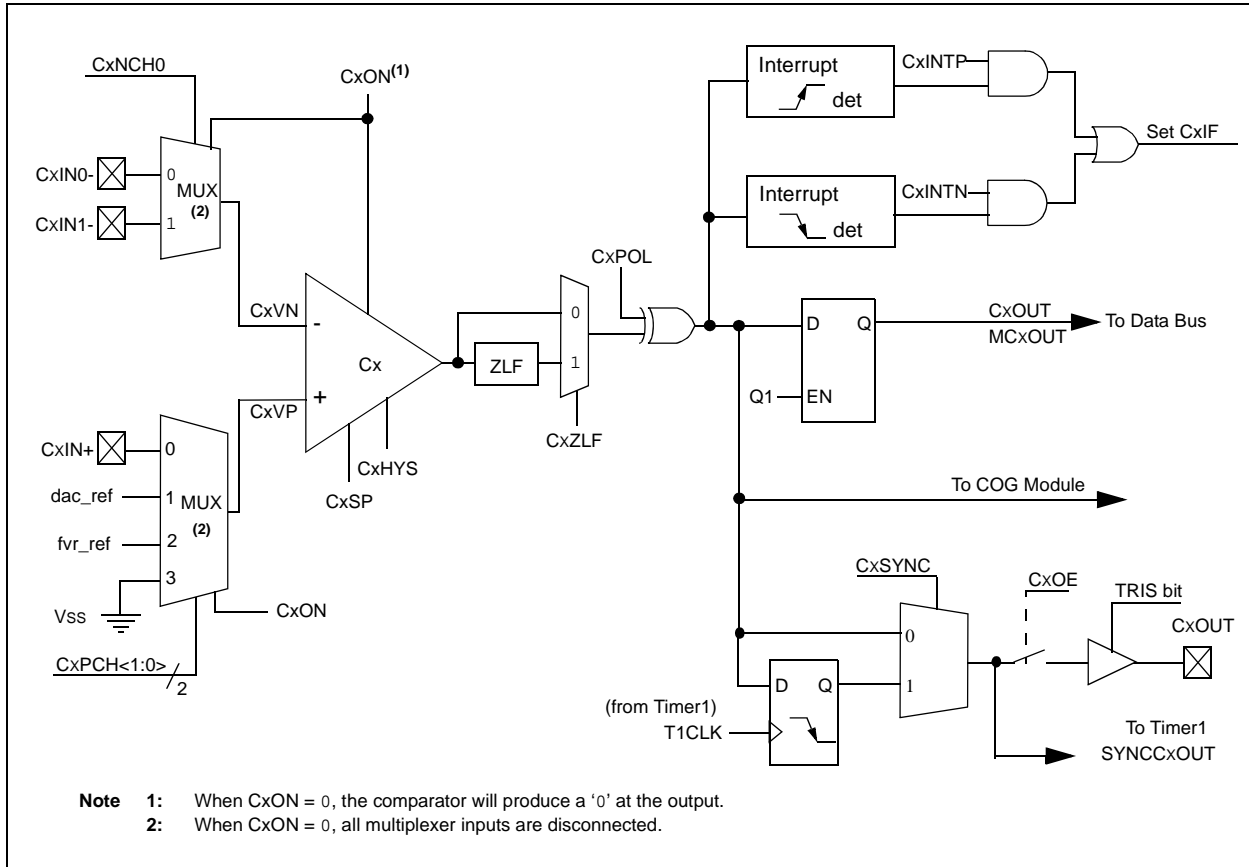 CxNCH0
CxON(1)
CxIN0-
0
MUX
(2)
CxIN1-
1
CxVN
-
Cx
CxVP
+
CxHYS
CxSP
CxIN+
0
dac_ref
1
MUX
(2)
fvr_ref
2
3
Vss
CxON
CxPCH<1:0>
2
ZLF
0
1
CxZLF
CxPOL
Interrupt
det
CxINTP
Interrupt
det
CxINTN
Set CxIF
D
Q
Q1
EN
CxOUT
MCxOUT
To Data Bus
To COG Module
CxSYNC
0
1
D
Q
(from Timer1)
T1CLK
CxOE
TRIS bit
CxOUT
To Timer1
SYNCCxOUT
Note 1: When CxON = 0, the comparator will produce a ‘0’ at the output.
2: When CxON = 0, all multiplexer inputs are disconnected.